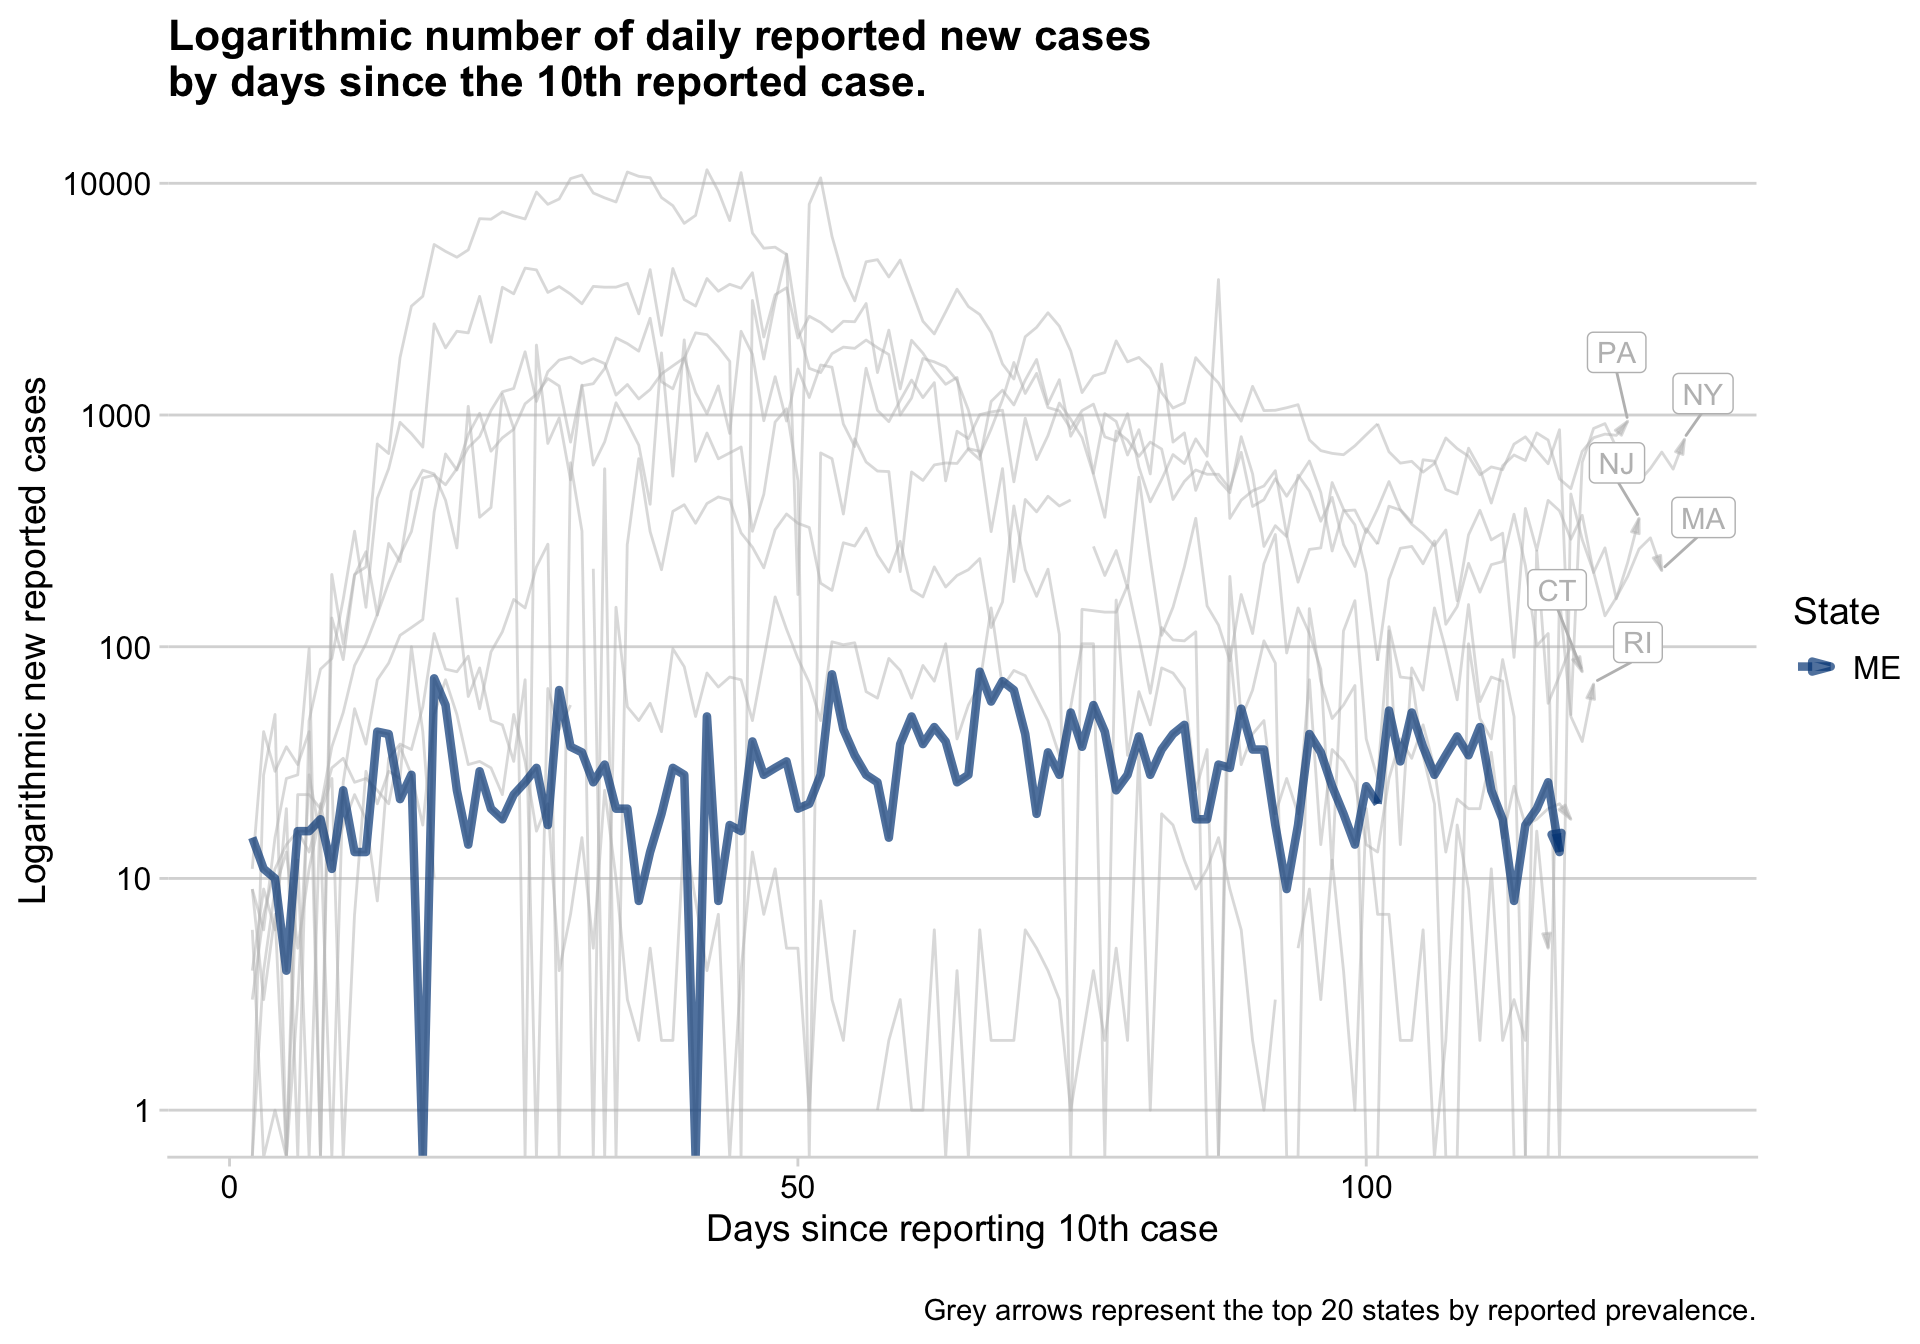 Logarithmic number of daily reported new cases
by days since the 10th reported case.
Logarithmic new reported cases
10000
1000
100
10
1
PA
NY
NJ
MA
CT
RI
State
ME
0
50
100
Days since reporting 10th case
Grey arrows represent the top 20 states by reported prevalence.